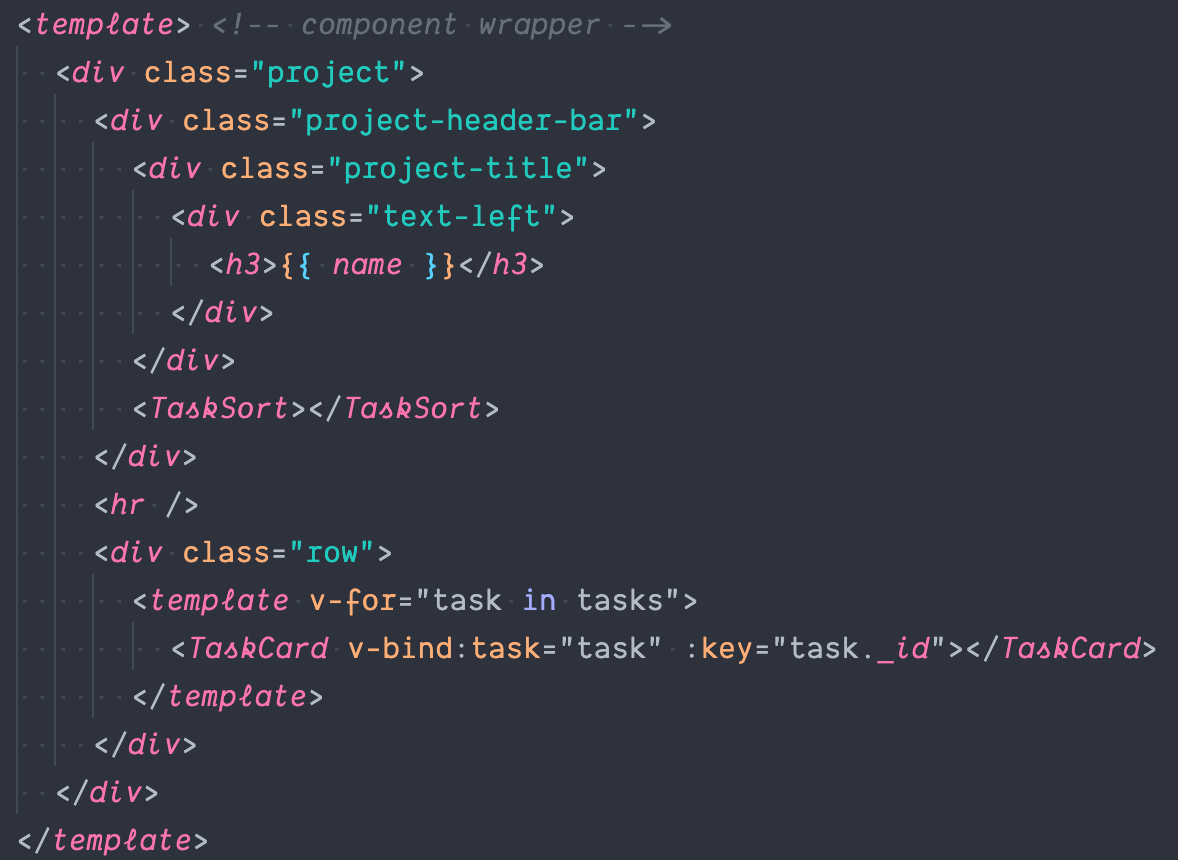 <template> <!-- component wrapper -->
  <div class="project">
    <div class="project-header-bar">
      <div class="project-title">
        <div class="text-left">
          <h3>{{ name }}</h3>
        </div>
      </div>
      <TaskSort></TaskSort>
    </div>
    <hr />
    <div class="row">
      <template v-for="task in tasks">
        <TaskCard v-bind:task="task" :key="task._id"></TaskCard>
      </template>
    </div>
  </div>
</template>